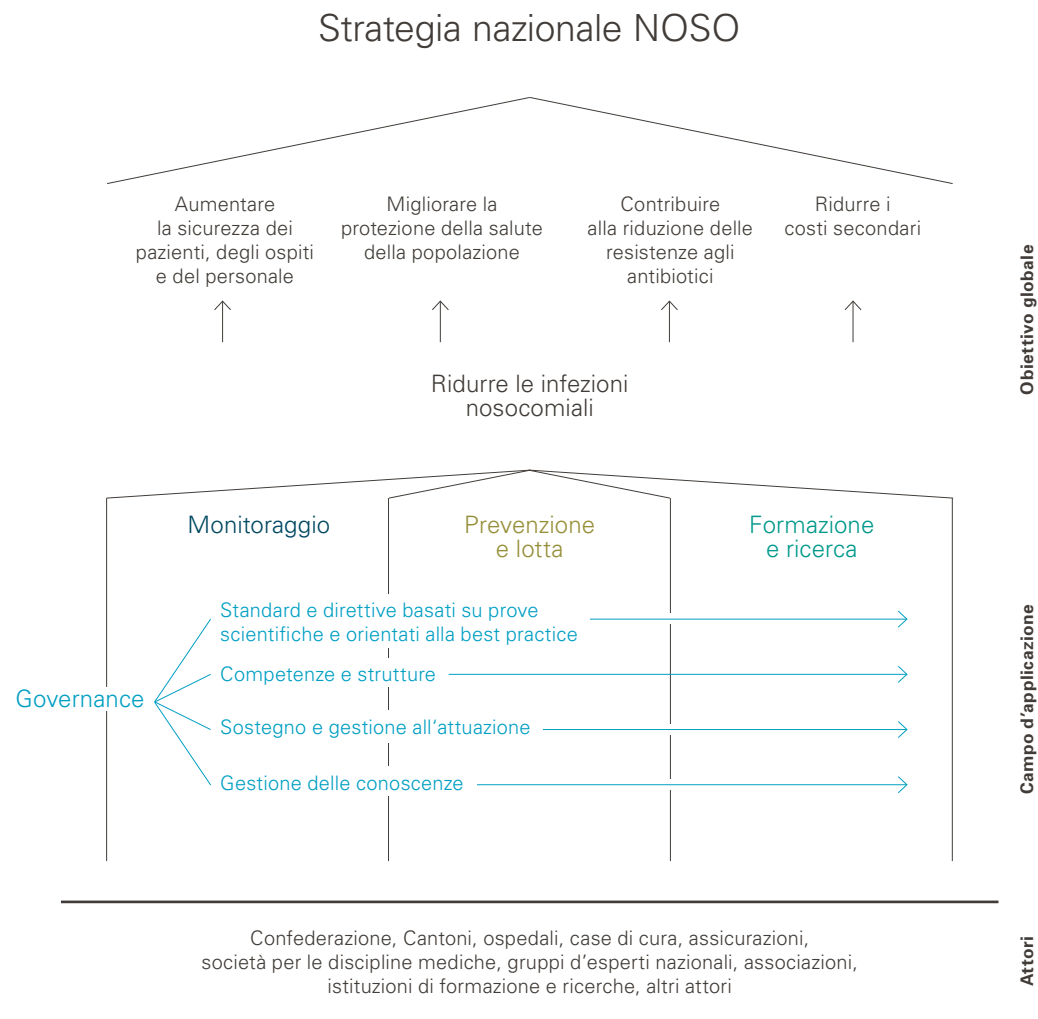 Strategia nazionale NOSO
Aumentare
la sicurezza dei
pazienti, degli ospiti
e del personale
Migliorare la
protezione della salute
della popolazione
Contribuire
alla riduzione delle
resistenze agli
antibiotici
Ridurre i
costi secondari
Obiettivo globale
Ridurre le infezioni
nosocomiali
Monitoraggio
Prevenzione
e lotta
Formazione
e ricerca
Governance
Standard e direttive basati su prove
scientifiche e orientati alla best practice
Competenze e strutture
Sostegno e gestione all'attuazione
Gestione delle conoscenze
Campo d'applicazione
Confederazione, Cantoni, ospedali, case di cura, assicurazioni,
società per le discipline mediche, gruppi d'esperti nazionali, associazioni,
istituzioni di formazione e ricerche, altri attori
Attori